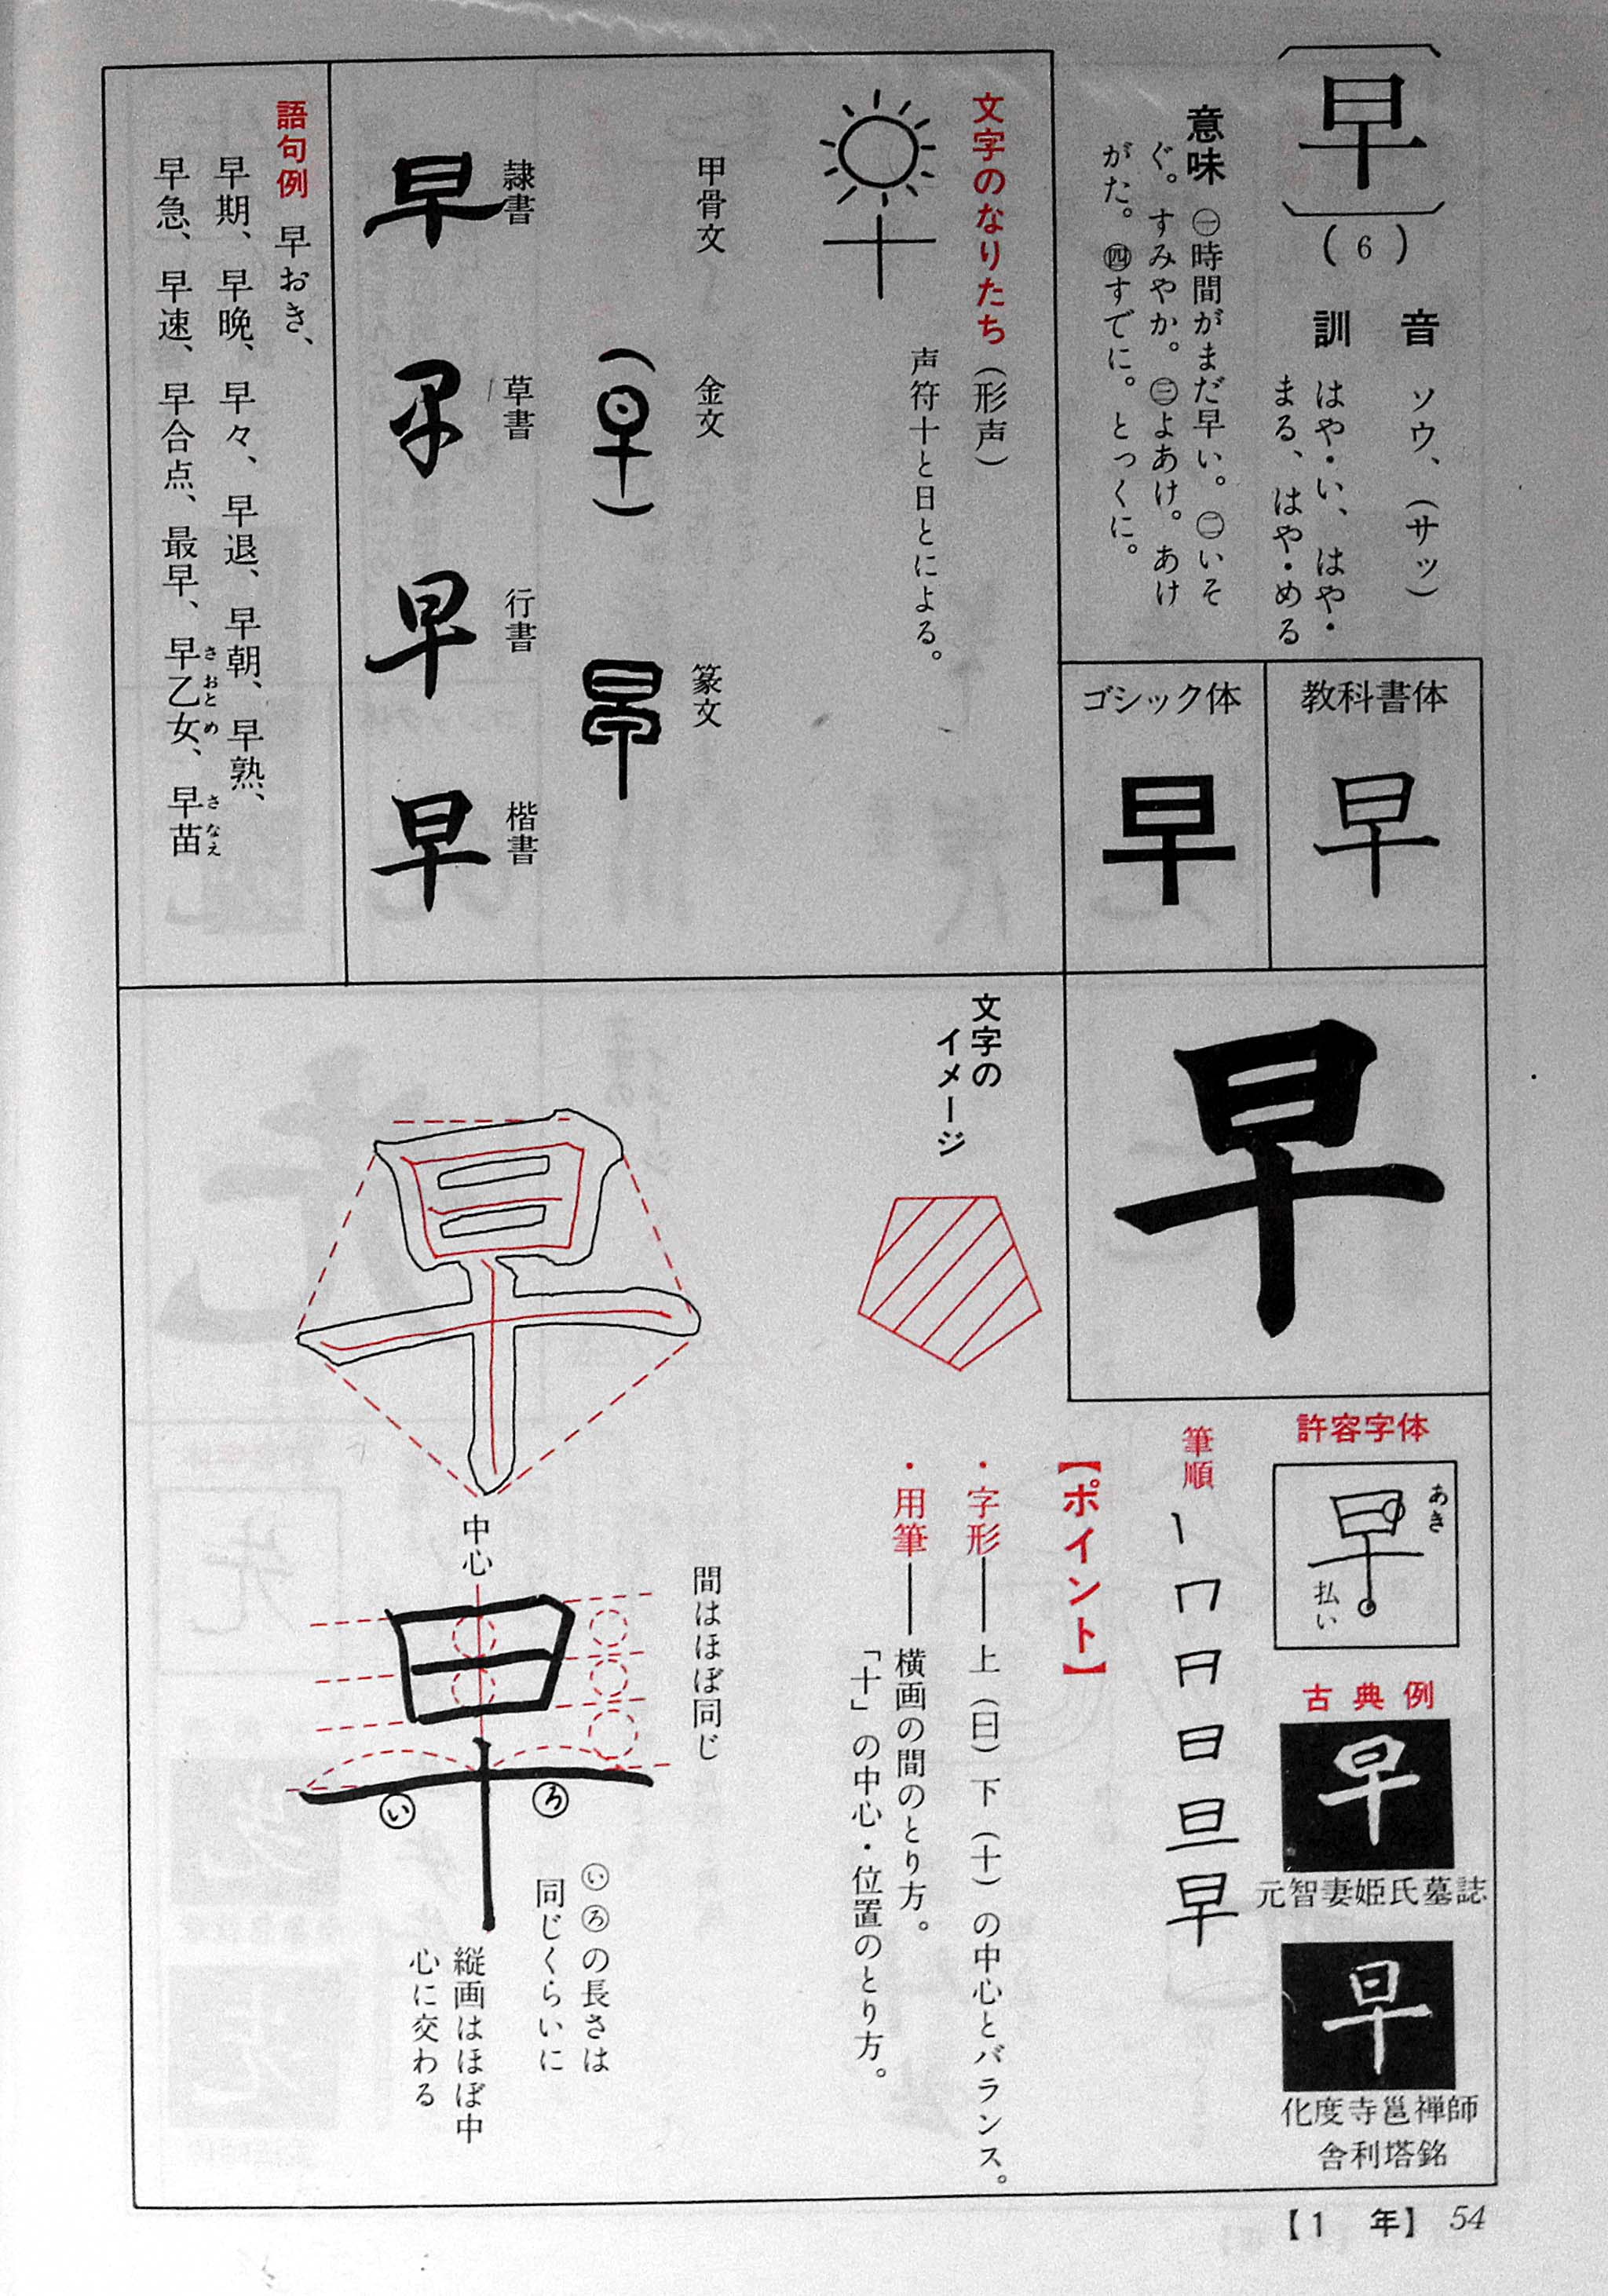 早
（6）
音　ソウ、（サッ）
訓　はや・い、はや・
まる、はや・める
意味　㊀時間がまだ早い。㊁いそ
ぐ。すみやか。㊂よあけ。あけ
がた。㊃すでに。とっくに。
教科書体
早
ゴシック体
早
文字のなりたち（形声）
声符十と日とによる。
甲骨文
金文
（早）
篆文
隷書
早
草書
早
行書
早
楷書
早
語句例　早おき、
早期、早晩、早々、早退、早朝、早熟、
早急、早速、早合点、最早、早乙女、早苗
さおとめ
さなえ
早
許容字体
あき
早
払い
古典例
早
元智妻姫氏墓誌
早
化度寺邕禅師
舎利塔銘
筆順
早
【ポイント】
・字形──上（日）下（十）の中心とバランス。
・用筆──横画の間のとり方。
「十」の中心・位置のとり方。
文字の
イメージ
早
間はほぼ同じ
中心
早
い
ろ
㋑㋺の長さは
同じくらいに
縦画はほぼ中
心に交わる
【1　年】 54